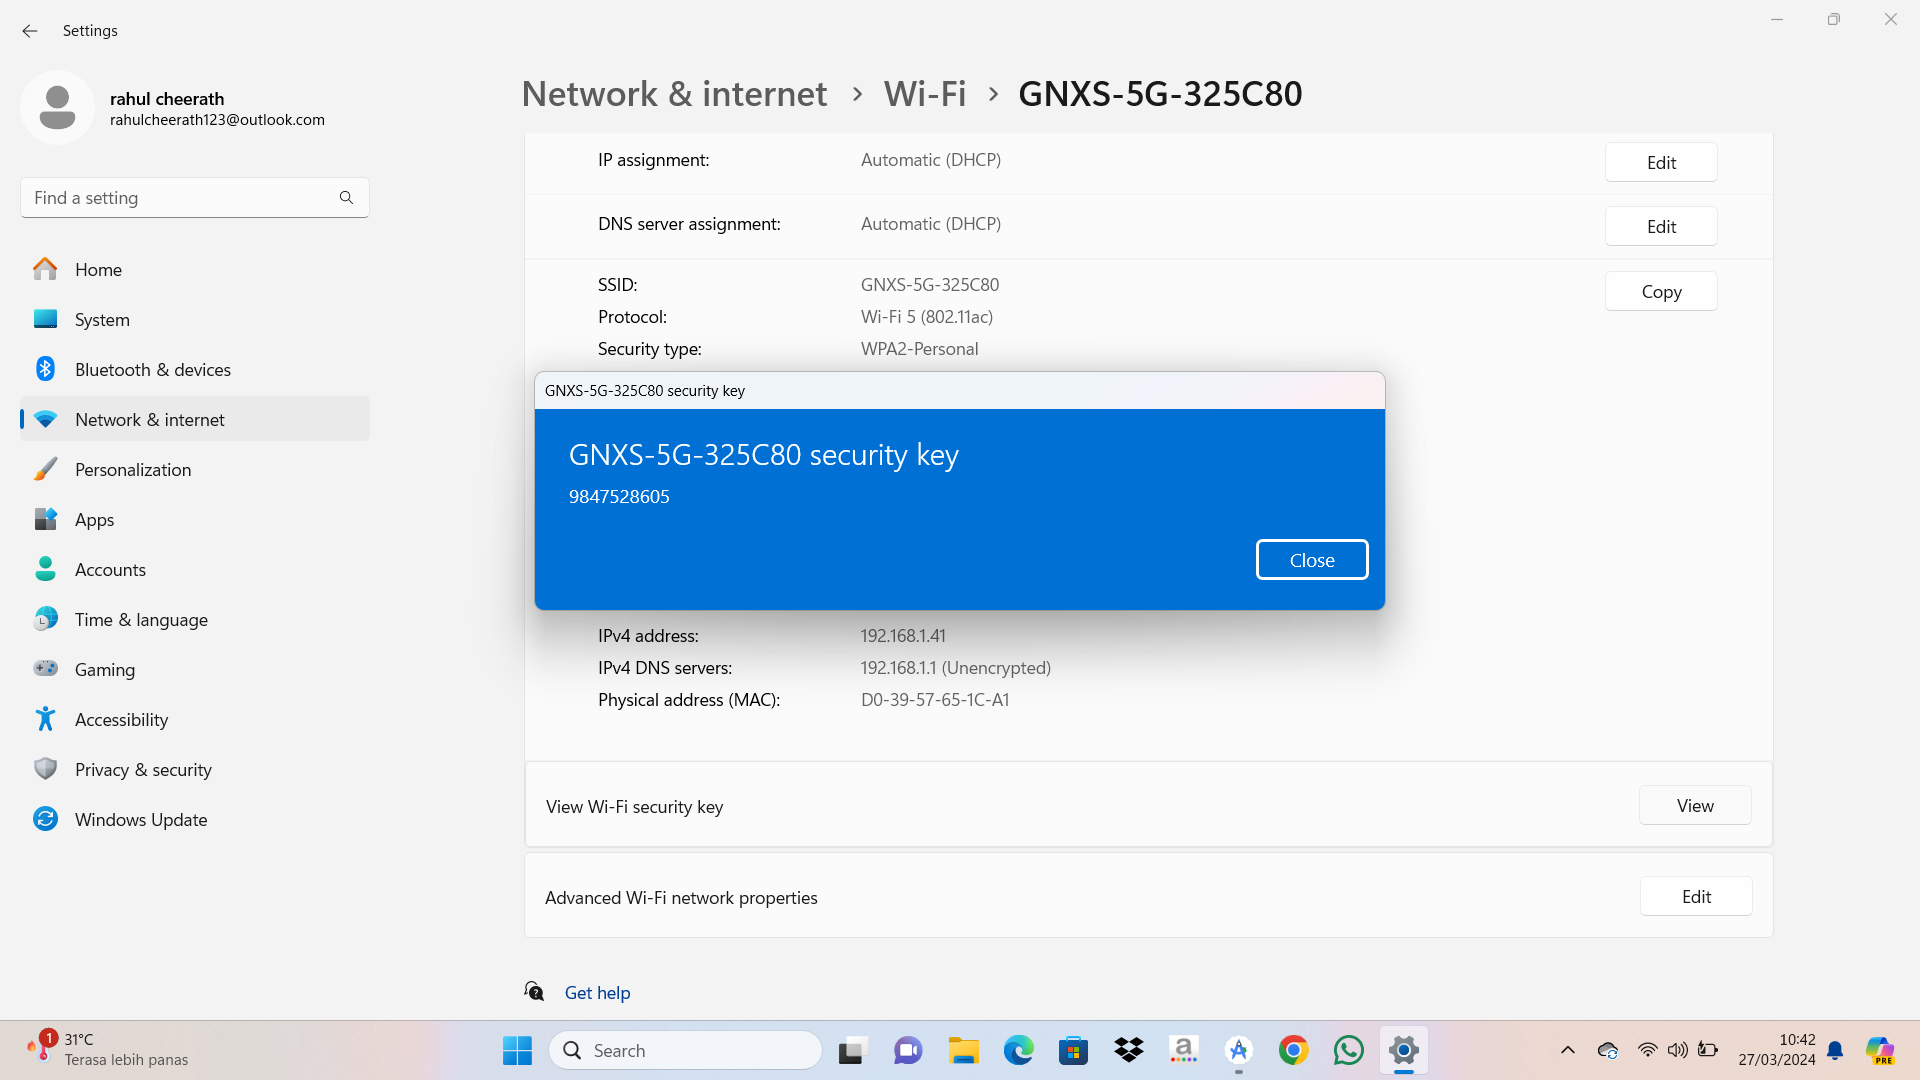 Settings
rahul cheerath
rahulcheerath123@outlook.com
Find a setting
Home
System
Bluetooth & devices
Network & internet
Personalization
Apps
Accounts
Time & language
Gaming
Accessibility
Privacy & security
Windows Update
Network & internet > Wi-Fi > GNXS-5G-325C80
IP assignment: Automatic (DHCP) Edit
DNS server assignment: Automatic (DHCP) Edit
SSID: GNXS-5G-325C80 Copy
Protocol: Wi-Fi 5 (802.11ac)
Security type: WPA2-Personal
GNXS-5G-325C80 security key
GNXS-5G-325C80 security key
9847528605
Close
IPv4 address: 192.168.1.41
IPv4 DNS servers: 192.168.1.1 (Unencrypted)
Physical address (MAC): D0-39-57-65-1C-A1
View Wi-Fi security key View
Advanced Wi-Fi network properties Edit
Get help
1
31°C
Terasa lebih panas
Search
a
10:42
27/03/2024
PRE